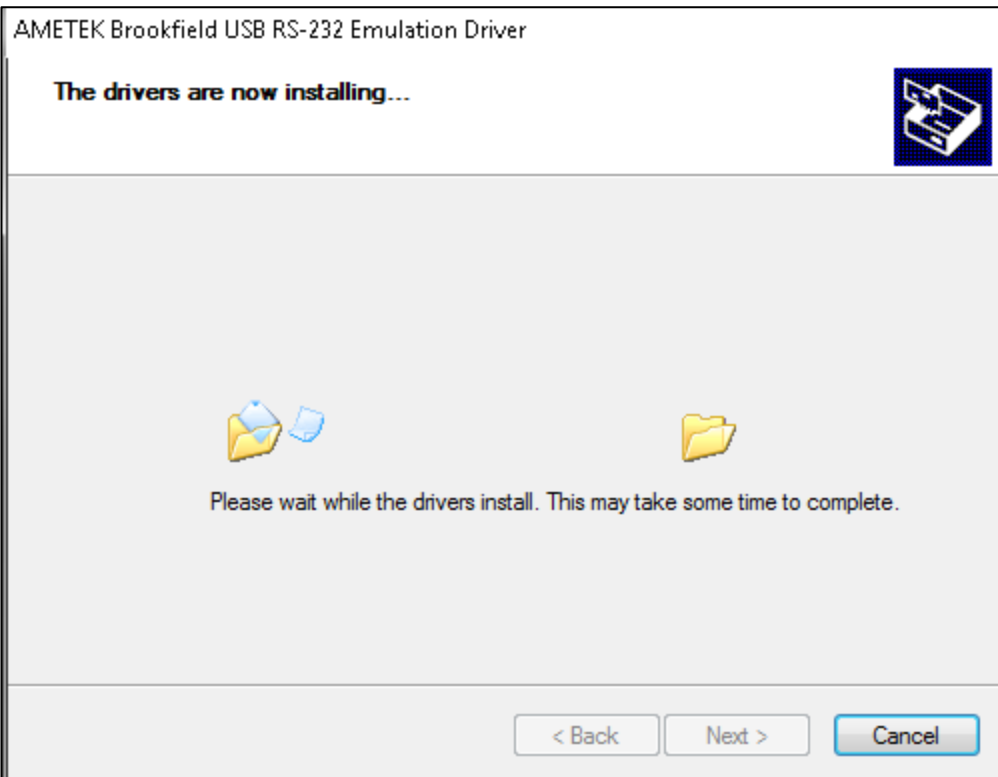 AMETEK Brookfield USB RS-232 Emulation Driver
The drivers are now installing...
Please wait while the drivers install. This may take some time to complete.
< Back
Next >
Cancel